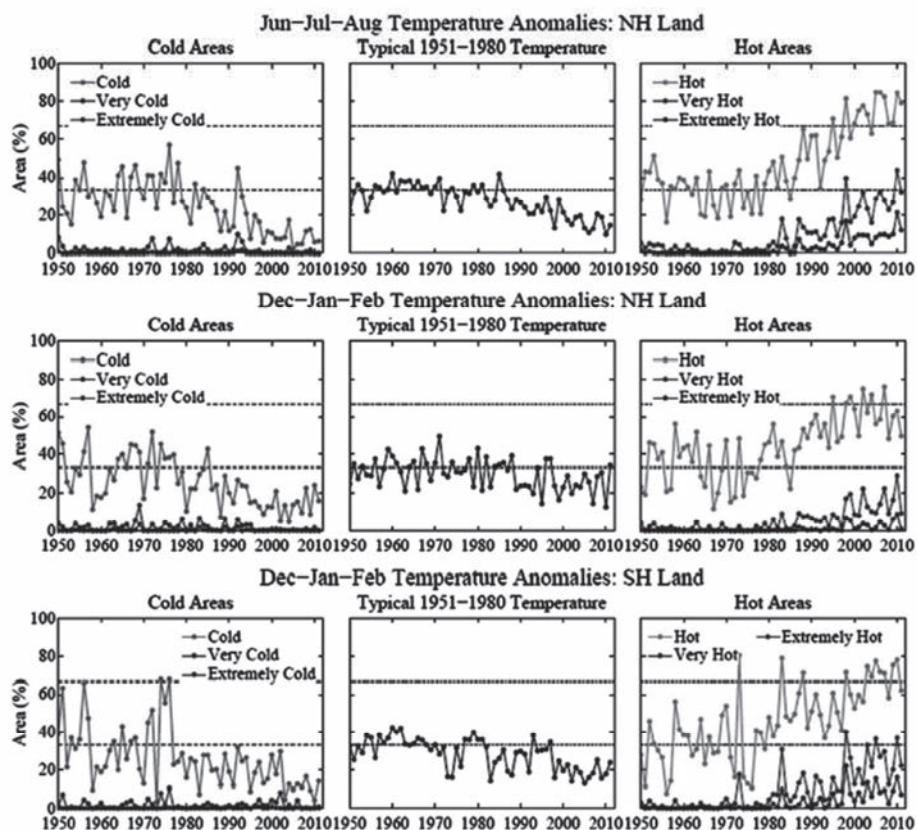 Jun−Jul−Aug Temperature Anomalies: NH Land
Cold Areas
Typical 1951−1980 Temperature
Hot Areas
Area (%)
100
80
60
40
20
0
Cold
Very Cold
Extremely Cold
Hot
Very Hot
Extremely Hot
1950 1960 1970 1980 1990 2000 2010
1950 1960 1970 1980 1990 2000 2010
1950 1960 1970 1980 1990 2000 2010
Dec−Jan−Feb Temperature Anomalies: NH Land
Cold Areas
Typical 1951−1980 Temperature
Hot Areas
Area (%)
100
80
60
40
20
0
Cold
Very Cold
Extremely Cold
Hot
Very Hot
Extremely Hot
1950 1960 1970 1980 1990 2000 2010
1950 1960 1970 1980 1990 2000 2010
1950 1960 1970 1980 1990 2000 2010
Dec−Jan−Feb Temperature Anomalies: SH Land
Cold Areas
Typical 1951−1980 Temperature
Hot Areas
Area (%)
100
80
60
40
20
0
Cold
Very Cold
Extremely Cold
Hot
Extremely Hot
Very Hot
1950 1960 1970 1980 1990 2000 2010
1950 1960 1970 1980 1990 2000 2010
1950 1960 1970 1980 1990 2000 2010